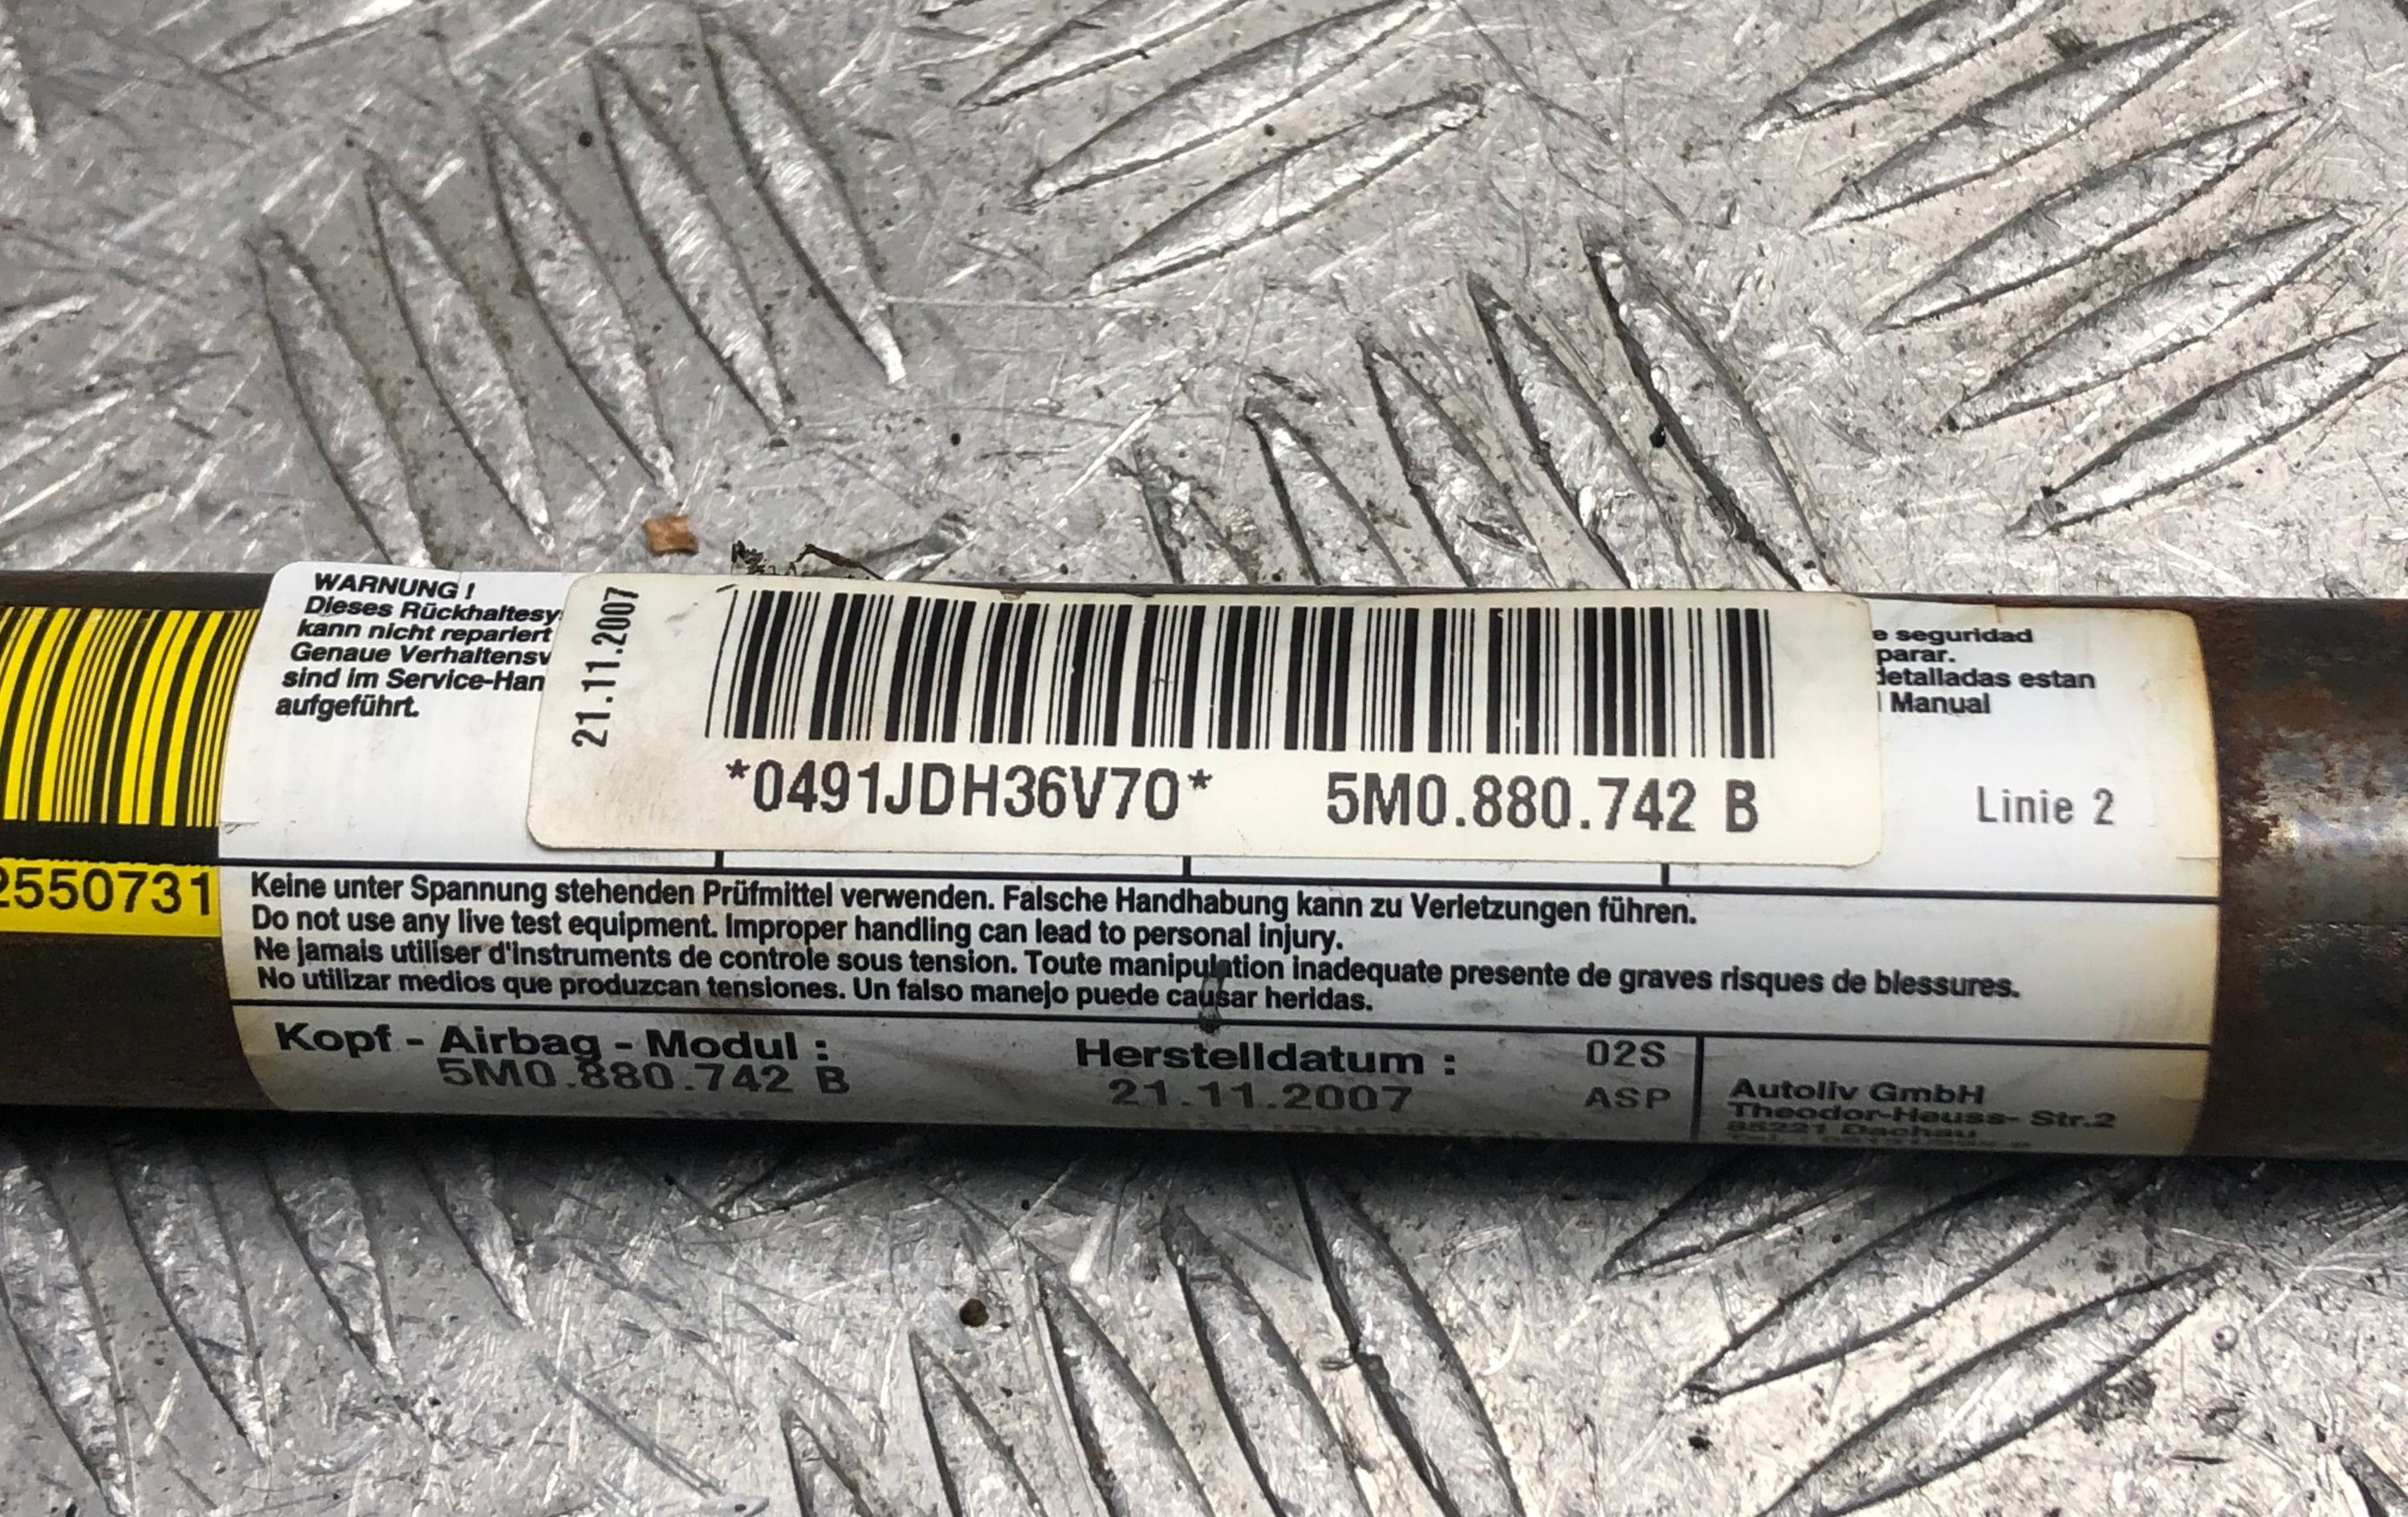 WARNUNG !
Dieses Rückhaltesy
kann nicht repariert
Genaue Verhaltensv
sind im Service-Han
aufgeführt.
21.11.2007
*0491JDH36V70* 5M0.880.742 B
e seguridad
parar.
detalladas estan
Manual
Linie 2
2550731
Keine unter Spannung stehenden Prüfmittel verwenden. Falsche Handhabung kann zu Verletzungen führen.
Do not use any live test equipment. Improper handling can lead to personal injury.
Ne jamais utiliser d'instruments de controle sous tension. Toute manipulation inadequate presente de graves risques de blessures.
No utilizar medios que produzcan tensiones. Un falso manejo puede causar heridas.
Kopf - Airbag - Modul :
5M0.880.742 B
Herstelldatum :
21.11.2007
02S
ASP
Autoliv GmbH
Theodor-Heuss- Str.2
85221 Dachau